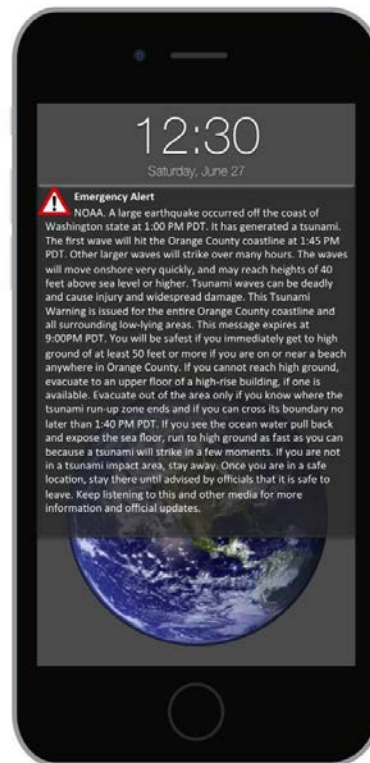 12:30
Saturday, June 27
Emergency Alert
NOAA. A large earthquake occurred off the coast of
Washington state at 1:00 PM PDT. It has generated a tsunami.
The first wave will hit the Orange County coastline at 1:45 PM
PDT. Other larger waves will strike over many hours. The waves
will move onshore very quickly, and may reach heights of 40
feet above sea level or higher. Tsunami waves can be deadly
and cause injury and widespread damage. This Tsunami
Warning is issued for the entire Orange County coastline and
all surrounding low-lying areas. This message expires at
9:00PM PDT. You will be safest if you immediately get to high
ground of at least 50 feet or more if you are on or near a beach
anywhere in Orange County. If you cannot reach high ground,
evacuate to an upper floor of a high-rise building, if one is
available. Evacuate out of the area only if you know where the
tsunami run-up zone ends and if you can cross its boundary no
later than 1:40 PM PDT. If you see the ocean water pull back
and expose the sea floor, run to high ground as fast as you can
because a tsunami will strike in a few moments. If you are not
in a tsunami impact area, stay away. Once you are in a safe
location, stay there until advised by officials that it is safe to
leave. Keep listening to this and other media for more
information and official updates.